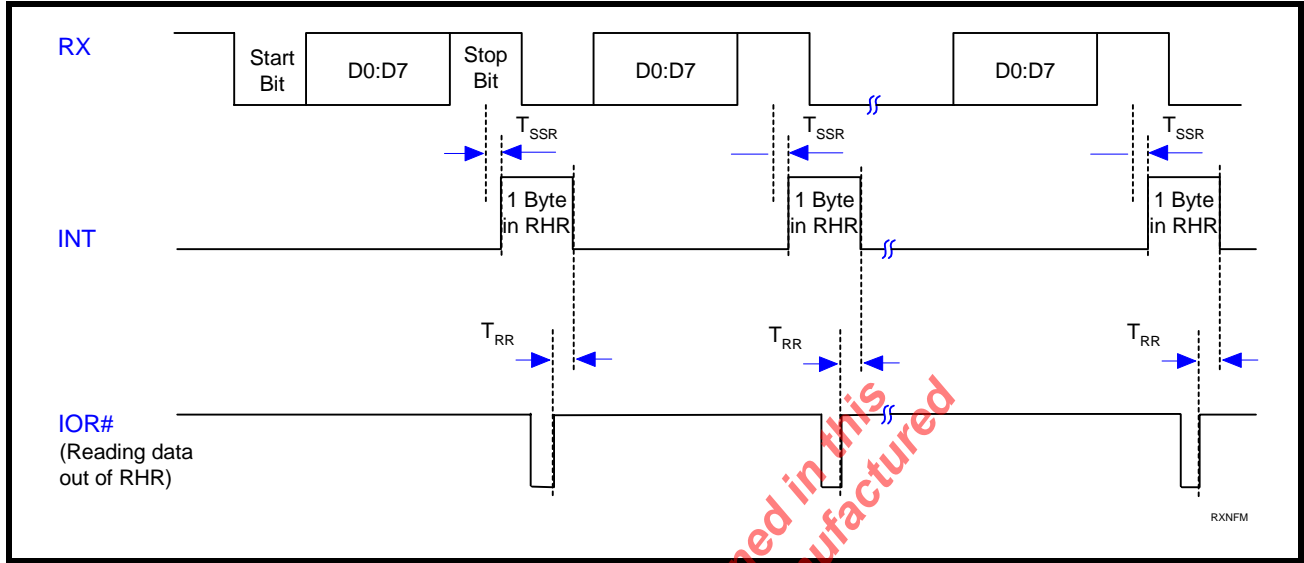 RX
Start
Bit
D0:D7
Stop
Bit
D0:D7
D0:D7
TSSR
TSSR
TSSR
1 Byte
in RHR
1 Byte
in RHR
1 Byte
in RHR
INT
TRR
TRR
TRR
IOR#
(Reading data
out of RHR)
RXNFM
in this